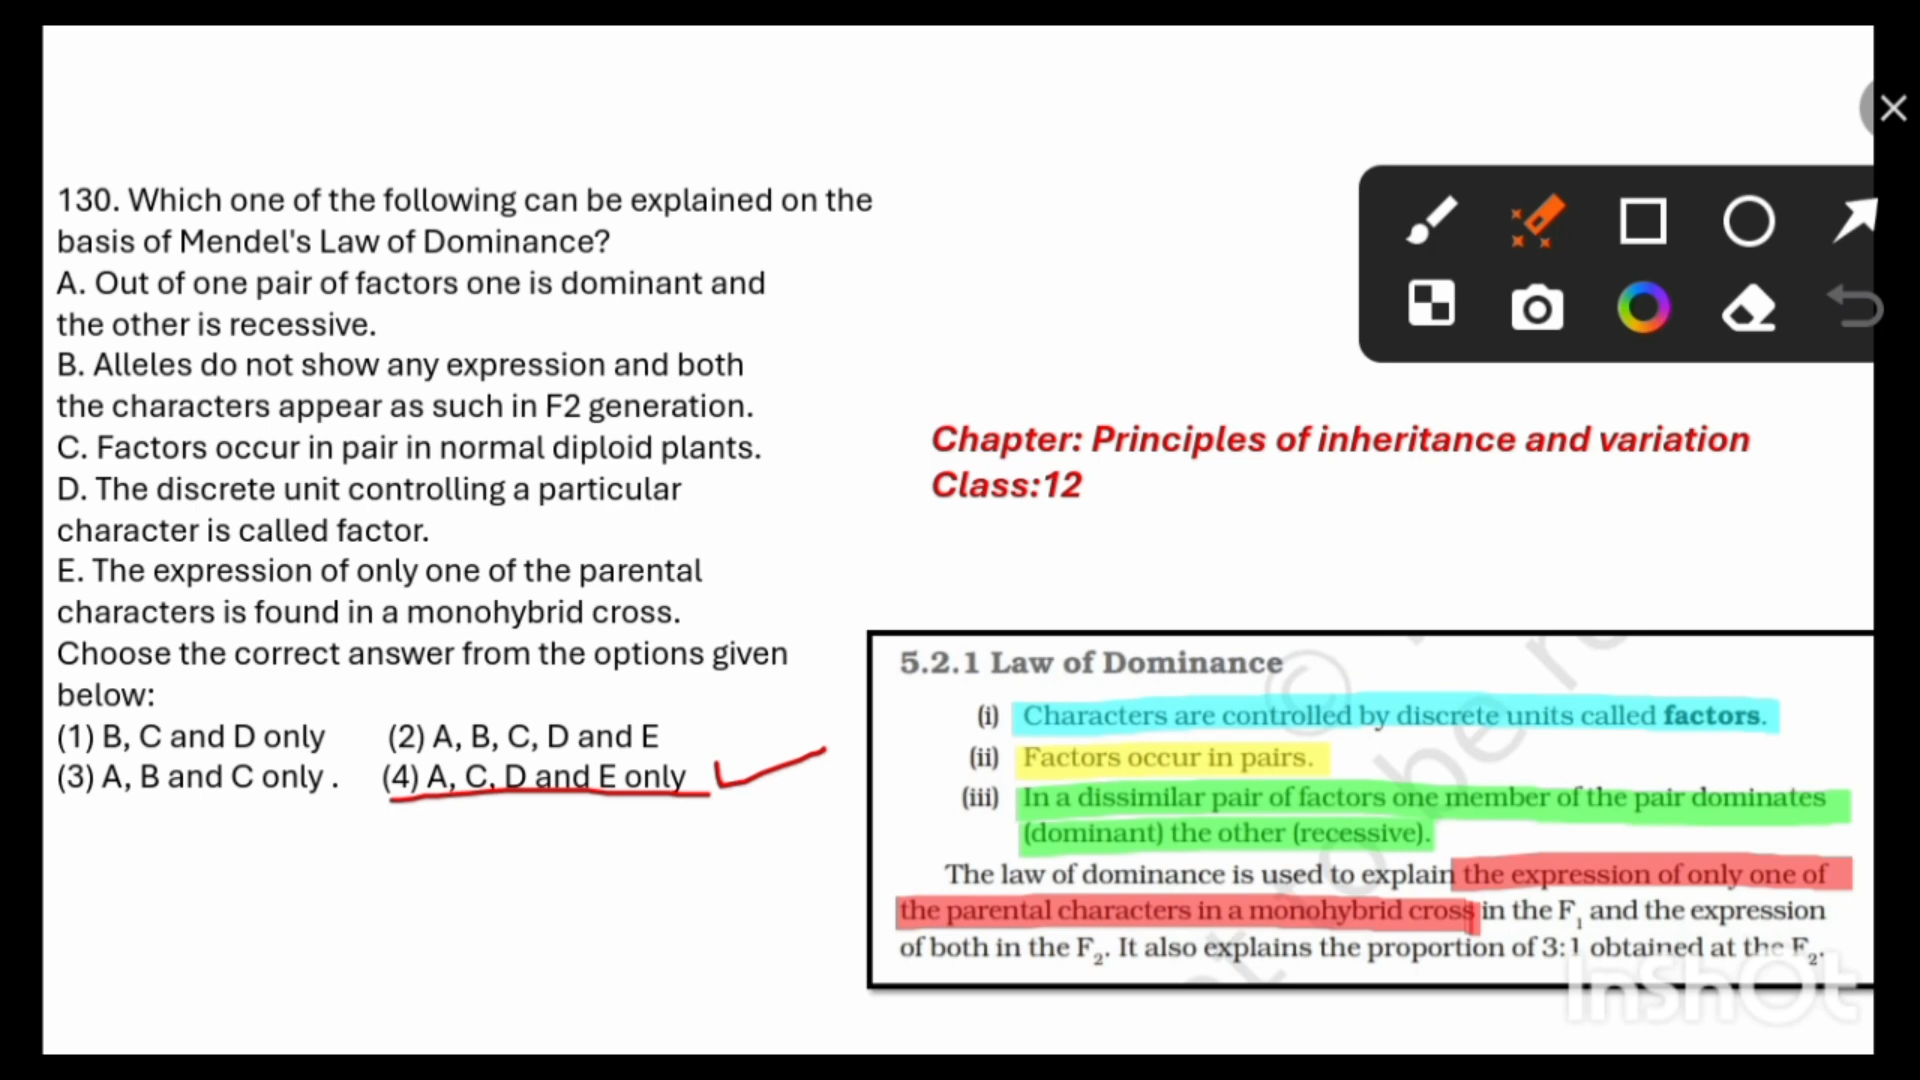 130. Which one of the following can be explained on the
basis of Mendel's Law of Dominance?
A. Out of one pair of factors one is dominant and
the other is recessive.
B. Alleles do not show any expression and both
the characters appear as such in F2 generation.
C. Factors occur in pair in normal diploid plants.
D. The discrete unit controlling a particular
character is called factor.
E. The expression of only one of the parental
characters is found in a monohybrid cross.
Choose the correct answer from the options given
below:
(1) B, C and D only (2) A, B, C, D and E
(3) A, B and C only . (4) A, C, D and E only
Chapter: Principles of inheritance and variation
Class:12
5.2.1 Law of Dominance
(i) Characters are controlled by discrete units called factors.
(ii) Factors occur in pairs.
(iii) In a dissimilar pair of factors one member of the pair dominates
(dominant) the other (recessive).
The law of dominance is used to explain the expression of only one of
the parental characters in a monohybrid cross in the F1 and the expression
of both in the F2. It also explains the proportion of 3:1 obtained at the F2.
InShOt